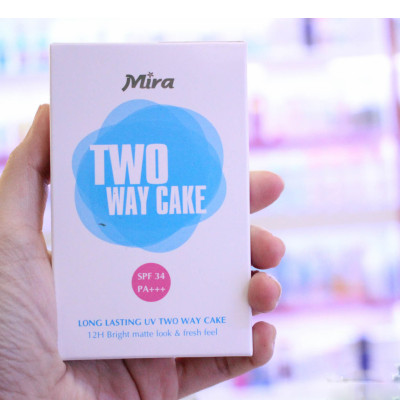 Mira
TWO
WAY CAKE
SPF 34
PA+++
LONG LASTING UV TWO WAY CAKE
12H Bright matte look & fresh feel